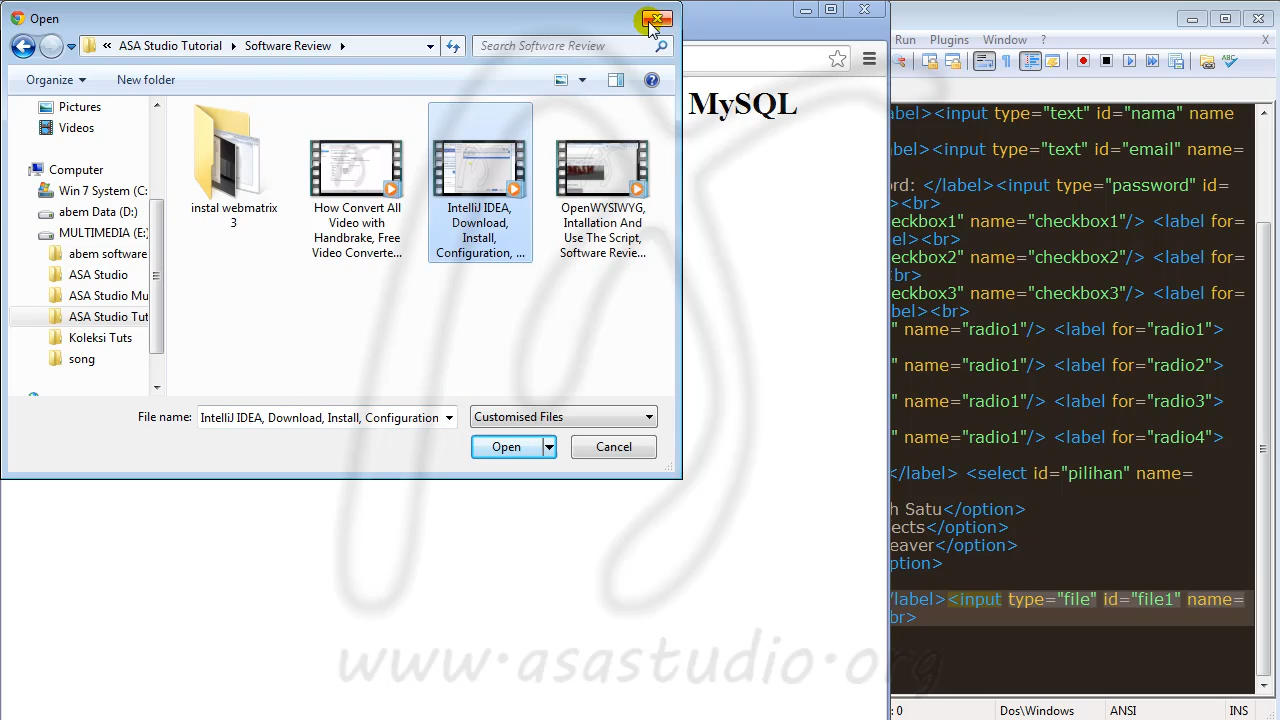 Open
« ASA Studio Tutorial Software Review
Search Software Review
Organize
New folder
Pictures
Videos
Computer
Win 7 System (C:
abem Data (D.)
MULTIMEDIA (E:)
abem software
ASA Studio
ASA Studio Mu
ASA Studio Tut
Koleksi Tuts
song
instal webmatrix
3
How Convert All
Video with
Handbrake, Free
Video Converte...
IntelliJ IDEA,
Download,
Install,
Configuration, ...
OpenWYSIWYG,
Intallation And
Use The Script,
Software Revie...
File name:
IntelliJ IDEA, Download, Install, Configuration
Customised Files
Open
Cancel
MySQL
Run Plugins Window ? X
abel><input type="text" id="nama" name
abel><input type="text" id="email" name=
ord: </label><input type="password" id=
><br>
eckbox1" name="checkbox1"/> <label for=
el><br>
eckbox2" name="checkbox2"/> <label for=
<br>
eckbox3" name="checkbox3"/> <label for=
abel><br>
" name="radio1"/> <label for="radio1">
" name="radio1"/> <label for="radio2">
" name="radio1"/> <label for="radio3">
" name="radio1"/> <label for="radio4">
</label> <select id="pilihan" name=
h Satu</option>
ects</option>
eaver</option>
ption>
/label><input type="file" id="file1" name=
br>
: 0
Dos\Windows
ANSI
INS
www.asastudio.org